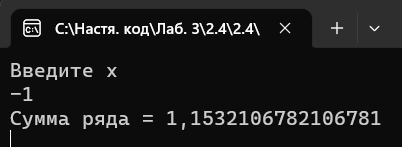 C:\Настя. код\Лаб. 3\2.4\2.4\
Введите x
-1
Сумма ряда = 1,1532106782106781